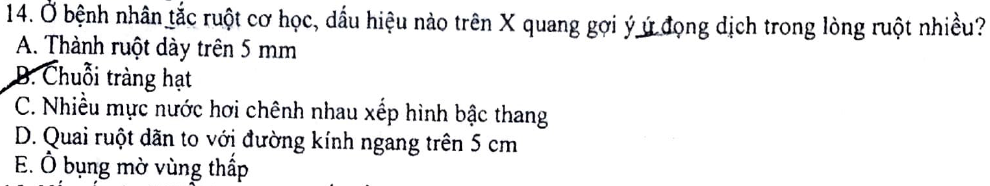 14. Ở bệnh nhân tắc ruột cơ học, dấu hiệu nào trên X quang gợi ý ứ đọng dịch trong lòng ruột nhiều?
A. Thành ruột dày trên 5 mm
B. Chuỗi tràng hạt
C. Nhiều mực nước hơi chênh nhau xếp hình bậc thang
D. Quai ruột dãn to với đường kính ngang trên 5 cm
E. Ổ bụng mờ vùng thấp